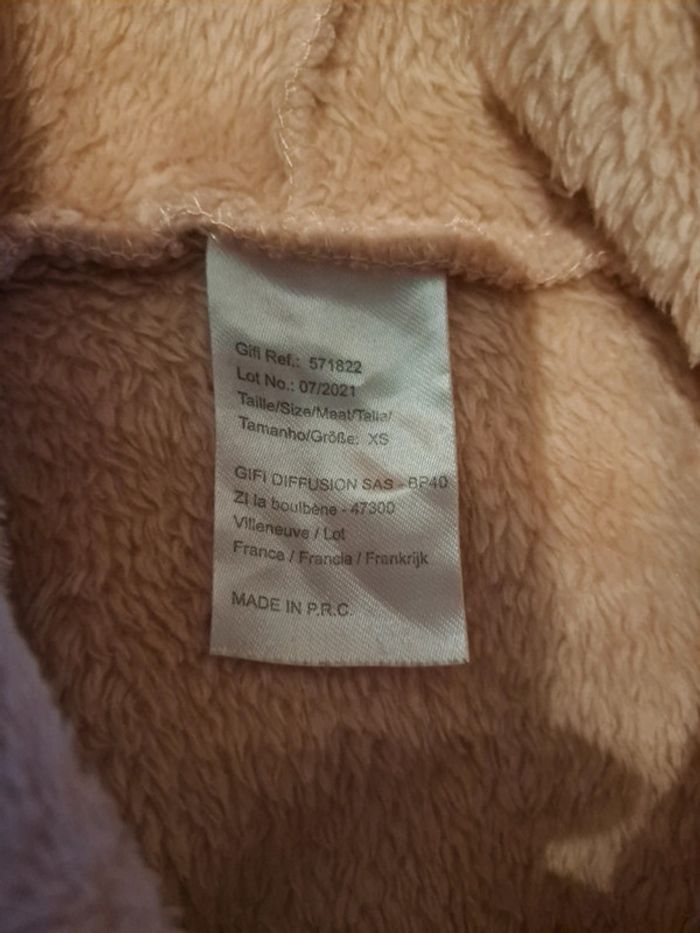 Gifi Ref.: 571822
Lot No.: 07/2021
Taille/Size/Maat/Talla/
Tamanho/Größe: XS
GIFI DIFFUSION SAS - BP40
ZI la boulbène - 47300
Villeneuve / Lot
France / Francia / Frankrijk
MADE IN P.R.C.